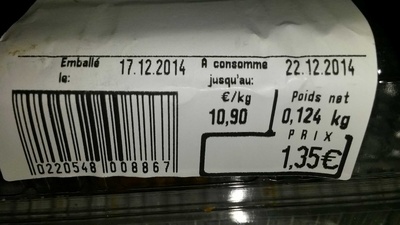 Emballé le: 17.12.2014 A consomme jusqu'au: 22.12.2014
€/kg Poids net
10,90 0,124 kg
PRIX
1,35€
0220548 008867